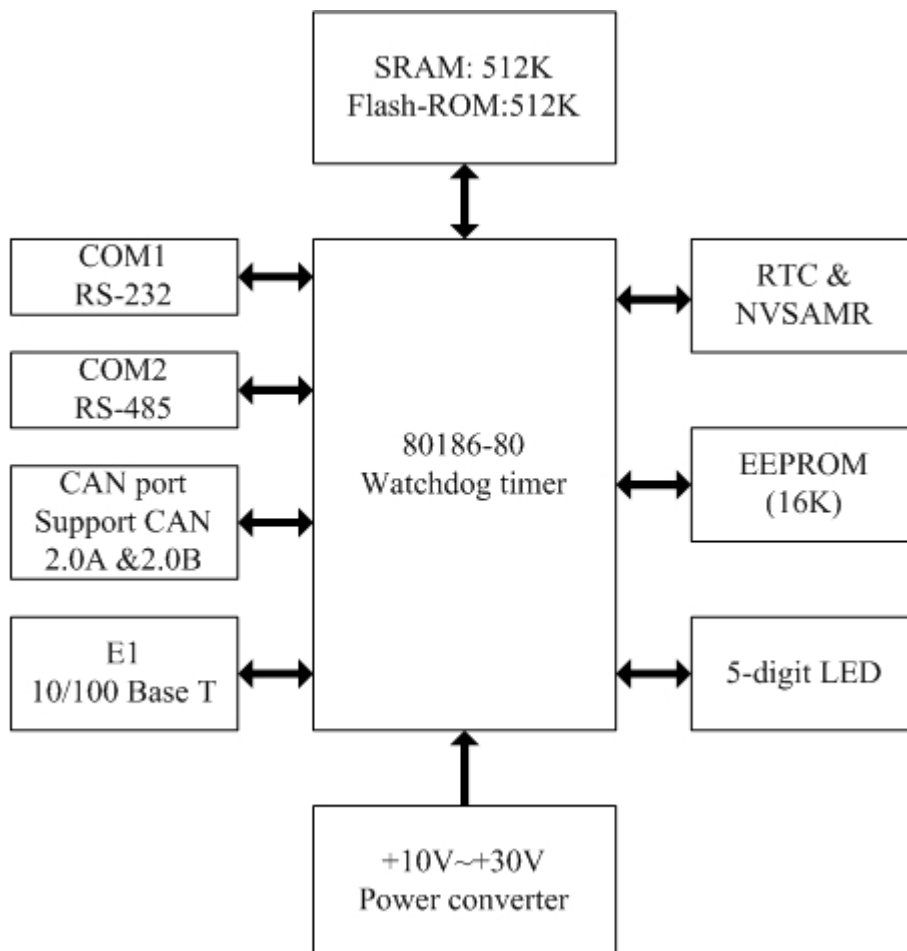 SRAM: 512K
Flash-ROM:512K
COM1
RS-232
COM2
RS-485
CAN port
Support CAN
2.0A &2.0B
E1
10/100 Base T
80186-80
Watchdog timer
RTC &
NVSAMR
EEPROM
(16K)
5-digit LED
+10V~+30V
Power converter